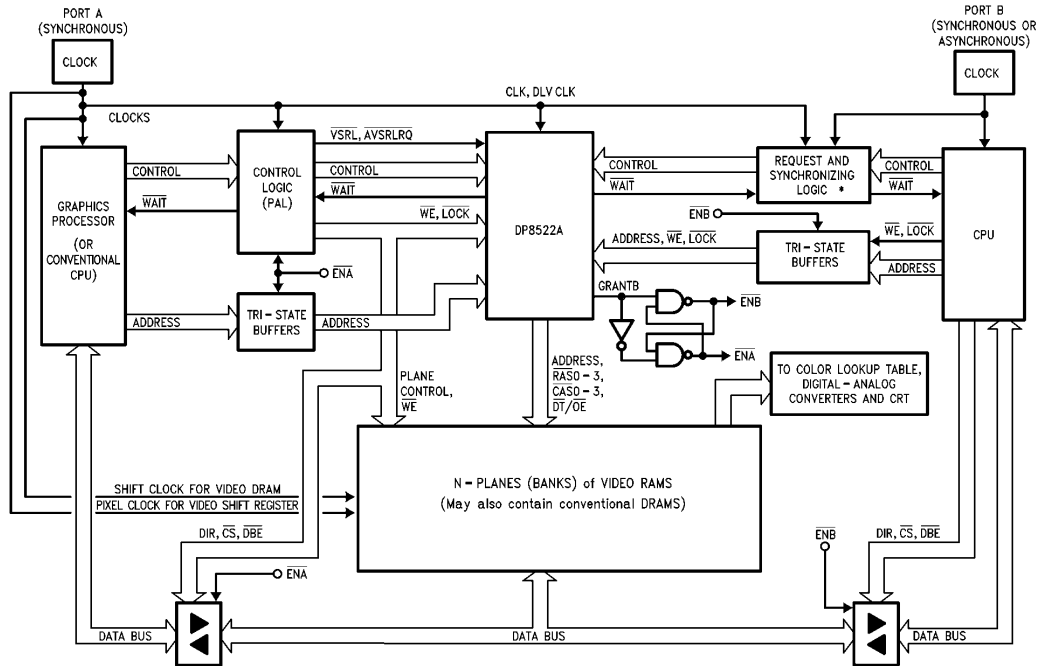 PORT A
(SYNCHRONOUS)
CLOCK
PORT B
(SYNCHRONOUS OR
ASYNCHRONOUS)
CLOCK
CLOCKS
CLK, DLV CLK
GRAPHICS
PROCESSOR
(OR
CONVENTIONAL
CPU)
CONTROL
WAIT
ADDRESS
CONTROL
LOGIC
(PAL)
ENA
TRI-STATE
BUFFERS
VSRL, AVSRLRQ
CONTROL
WAIT
WE, LOCK
ADDRESS
DP8522A
CONTROL
WAIT
ENB
ADDRESS, WE, LOCK
GRANTB
ENB
ENA
REQUEST AND
SYNCHRONIZING
LOGIC *
TRI-STATE
BUFFERS
CONTROL
WAIT
WE, LOCK
ADDRESS
CPU
PLANE
CONTROL,
WE
ADDRESS,
RAS0-3,
CAS0-3,
DT/OE
TO COLOR LOOKUP TABLE,
DIGITAL-ANALOG
CONVERTERS AND CRT
N-PLANES (BANKS) of VIDEO RAMS
(May also contain conventional DRAMS)
SHIFT CLOCK FOR VIDEO DRAM
PIXEL CLOCK FOR VIDEO SHIFT REGISTER
DIR, CS, DBE
ENA
ENB
DIR, CS, DBE
DATA BUS
DATA BUS
DATA BUS